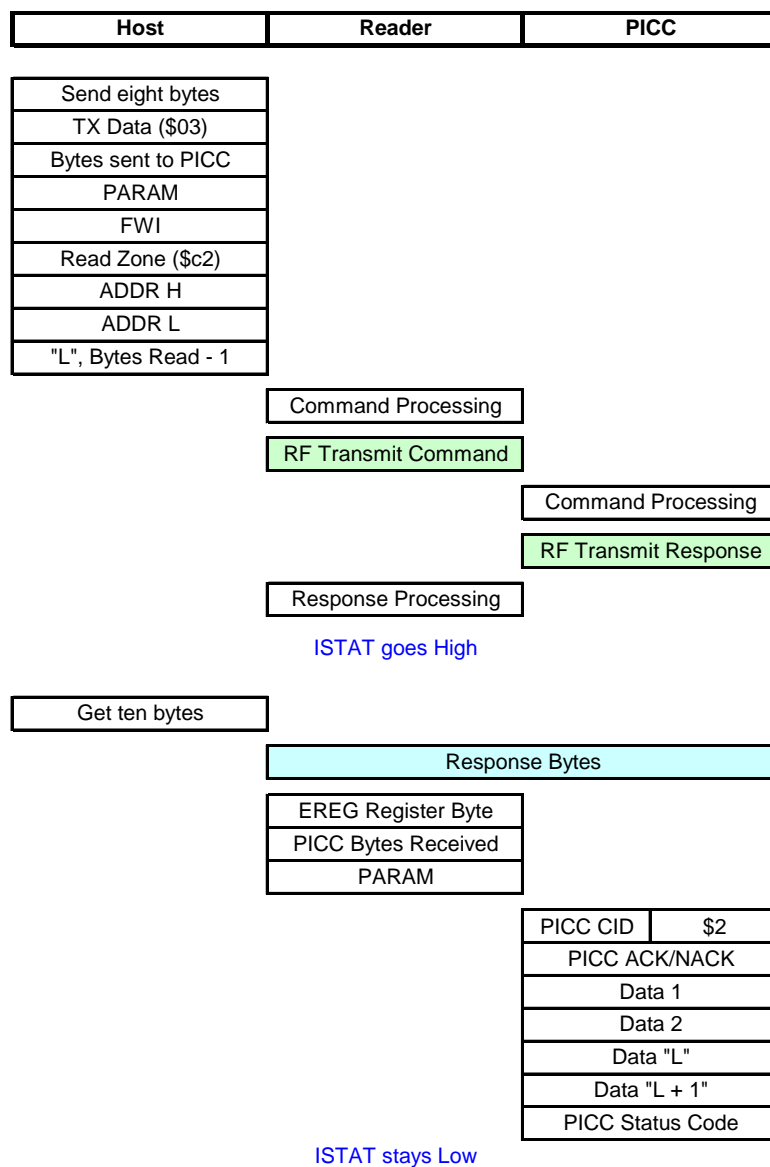 Host Reader PICC
Send eight bytes
TX Data ($03)
Bytes sent to PICC
PARAM
FWI
Read Zone ($c2)
ADDR H
ADDR L
"L", Bytes Read - 1
Command Processing
RF Transmit Command
Command Processing
RF Transmit Response
Response Processing
ISTAT goes High
Get ten bytes
Response Bytes
EREG Register Byte
PICC Bytes Received
PARAM
PICC CID $2
PICC ACK/NACK
Data 1
Data 2
Data "L"
Data "L + 1"
PICC Status Code
ISTAT stays Low